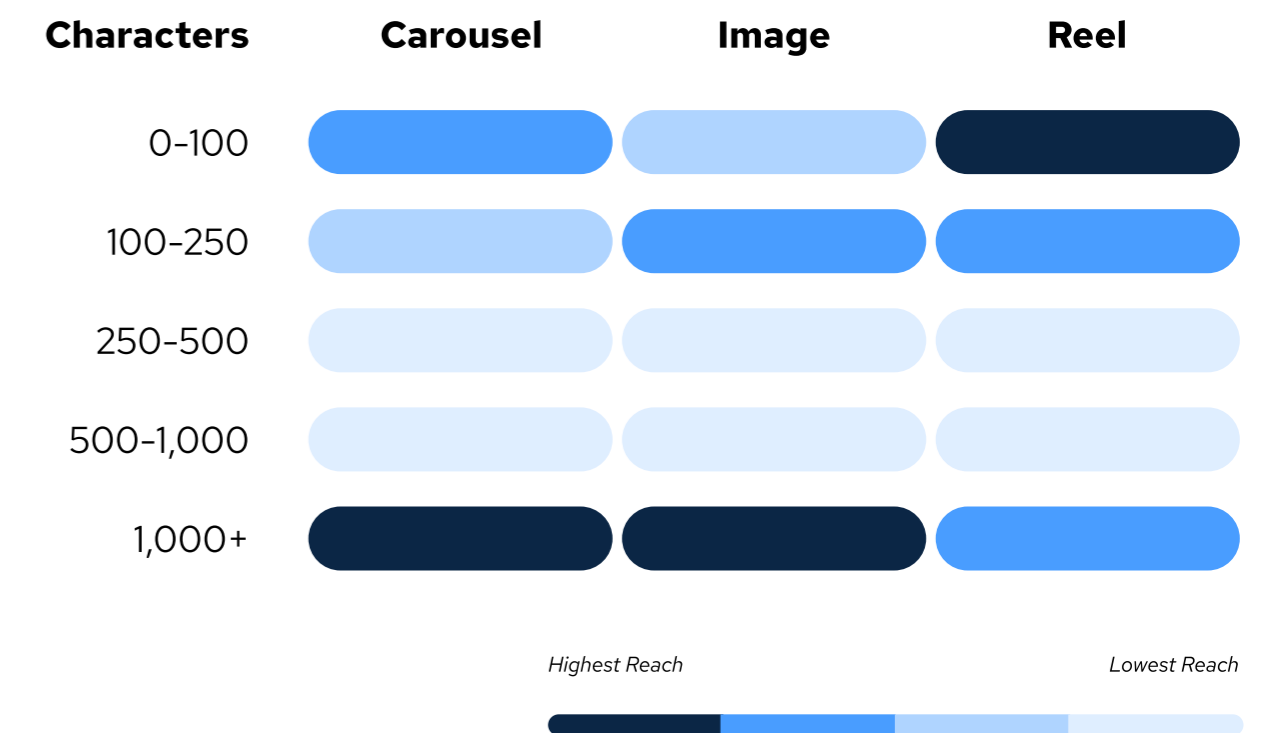 Characters Carousel Image Reel
0-100
100-250
250-500
500-1,000
1,000+
Highest Reach Lowest Reach